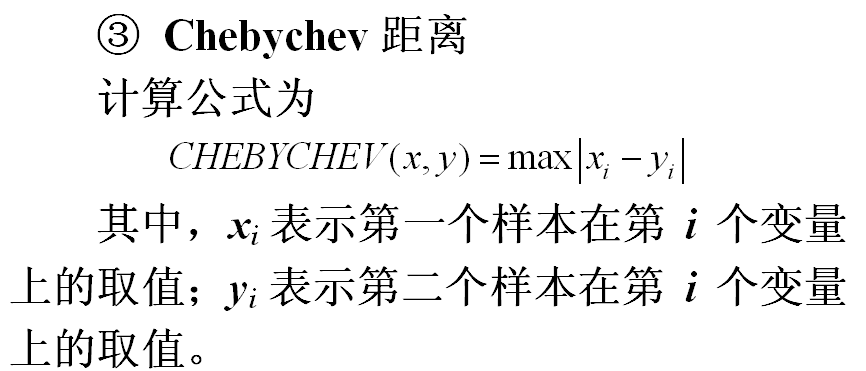 ③ Chebychev 距离
计算公式为
CHEBYCHEV(x, y) = max|xᵢ − yᵢ|
其中，xᵢ 表示第一个样本在第 i 个变量
上的取值；yᵢ 表示第二个样本在第 i 个变量
上的取值。